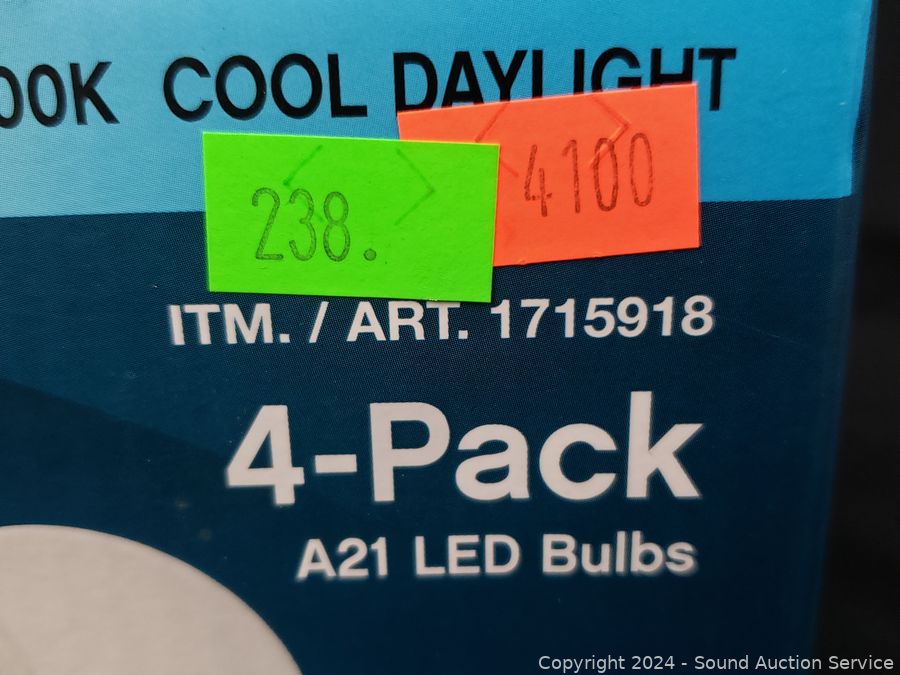 00K COOL DAYLIGHT
4100
238.
ITM. / ART. 1715918
4-Pack
A21 LED Bulbs
Copyright 2024 - Sound Auction Service